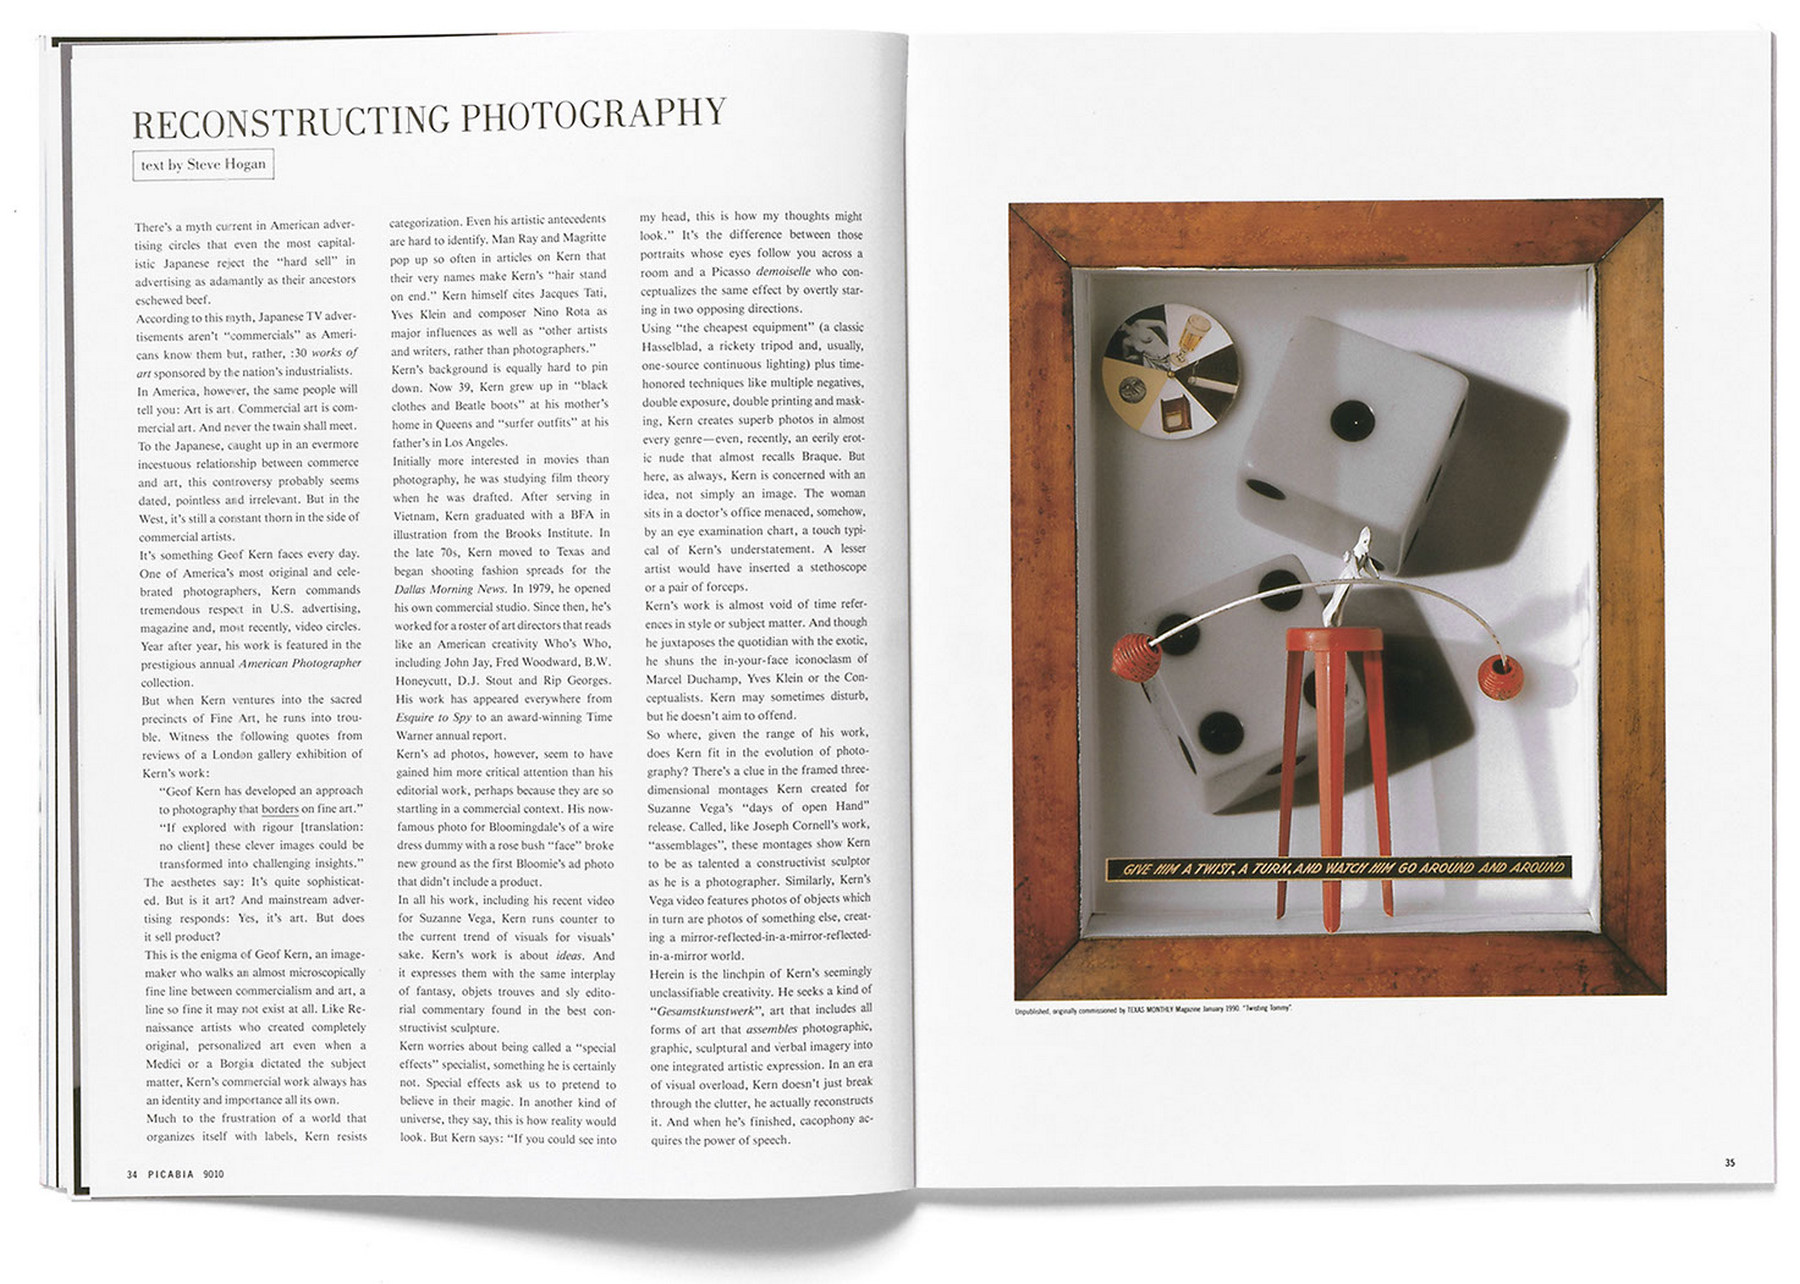 RECONSTRUCTING PHOTOGRAPHY
text by Steve Hogan
There's a myth current in American adver-
tising circles that even the most capital-
istic Japanese reject the "hard sell" in
advertising as adamantly as their ancestors
eschewed beef.
According to this myth, Japanese TV adver-
tisements aren't "commercials" as Ameri-
cans know them but, rather, :30 works of
art sponsored by the nation's industrialists.
In America, however, the same people will
tell you: Art is art. Commercial art is com-
mercial art. And never the twain shall meet.
To the Japanese, caught up in an evermore
incestuous relationship between commerce
and art, this controversy probably seems
dated, pointless and irrelevant. But in the
West, it's still a constant thorn in the side of
commercial artists.
It's something Geof Kern faces every day.
One of America's most original and cele-
brated photographers, Kern commands
tremendous respect in U.S. advertising,
magazine and, most recently, video circles.
Year after year, his work is featured in the
prestigious annual American Photographer
collection.
But when Kern ventures into the sacred
precincts of Fine Art, he runs into trou-
ble. Witness the following quotes from
reviews of a London gallery exhibition of
Kern's work:
"Geof Kern has developed an approach
to photography that borders on fine art."
"If explored with rigour [translation:
no client] these clever images could be
transformed into challenging insights."
The aesthetes say: It's quite sophisticat-
ed. But is it art? And mainstream adver-
tising responds: Yes, it's art. But does
it sell product?
This is the enigma of Geof Kern, an image-
maker who walks an almost microscopically
fine line between commercialism and art, a
line so fine it may not exist at all. Like Re-
naissance artists who created completely
original, personalized art even when a
Medici or a Borgia dictated the subject
matter, Kern's commercial work always has
an identity and importance all its own.
Much to the frustration of a world that
organizes itself with labels, Kern resists
categorization. Even his artistic antecedents
are hard to identify. Man Ray and Magritte
pop up so often in articles on Kern that
their very names make Kern's "hair stand
on end." Kern himself cites Jacques Tati,
Yves Klein and composer Nino Rota as
major influences as well as "other artists
and writers, rather than photographers."
Kern's background is equally hard to pin
down. Now 39, Kern grew up in "black
clothes and Beatle boots" at his mother's
home in Queens and "surfer outfits" at his
father's in Los Angeles.
Initially more interested in movies than
photography, he was studying film theory
when he was drafted. After serving in
Vietnam, Kern graduated with a BFA in
illustration from the Brooks Institute. In
the late 70s, Kern moved to Texas and
began shooting fashion spreads for the
Dallas Morning News. In 1979, he opened
his own commercial studio. Since then, he's
worked for a roster of art directors that reads
like an American creativity Who's Who,
including John Jay, Fred Woodward, B.W.
Honeycutt, D.J. Stout and Rip Georges.
His work has appeared everywhere from
Esquire to Spy to an award-winning Time
Warner annual report.
Kern's ad photos, however, seem to have
gained him more critical attention than his
editorial work, perhaps because they are so
startling in a commercial context. His now-
famous photo for Bloomingdale's of a wire
dress dummy with a rose bush "face" broke
new ground as the first Bloomie's ad photo
that didn't include a product.
In all his work, including his recent video
for Suzanne Vega, Kern runs counter to
the current trend of visuals for visuals'
sake. Kern's work is about ideas. And
it expresses them with the same interplay
of fantasy, objets trouves and sly edito-
rial commentary found in the best con-
structivist sculpture.
Kern worries about being called a "special
effects" specialist, something he is certainly
not. Special effects ask us to pretend to
believe in their magic. In another kind of
universe, they say, this is how reality would
look. But Kern says: "If you could see into
my head, this is how my thoughts might
look." It's the difference between those
portraits whose eyes follow you across a
room and a Picasso demoiselle who con-
ceptualizes the same effect by overtly star-
ing in two opposing directions.
Using "the cheapest equipment" (a classic
Hasselblad, a rickety tripod and, usually,
one-source continuous lighting) plus time-
honored techniques like multiple negatives,
double exposure, double printing and mask-
ing, Kern creates superb photos in almost
every genre—even, recently, an eerily erot-
ic nude that almost recalls Braque. But
here, as always, Kern is concerned with an
idea, not simply an image. The woman
sits in a doctor's office menaced, somehow,
by an eye examination chart, a touch typi-
cal of Kern's understatement. A lesser
artist would have inserted a stethoscope
or a pair of forceps.
Kern's work is almost void of time refer-
ences in style or subject matter. And though
he juxtaposes the quotidian with the exotic,
he shuns the in-your-face iconoclasm of
Marcel Duchamp, Yves Klein or the Con-
ceptualists. Kern may sometimes disturb,
but he doesn't aim to offend.
So where, given the range of his work,
does Kern fit in the evolution of photo-
graphy? There's a clue in the framed three-
dimensional montages Kern created for
Suzanne Vega's "days of open Hand"
release. Called, like Joseph Cornell's work,
"assemblages", these montages show Kern
to be as talented a constructivist sculptor
as he is a photographer. Similarly, Kern's
Vega video features photos of objects which
in turn are photos of something else, creat-
ing a mirror-reflected-in-a-mirror-reflected-
in-a-mirror world.
Herein is the linchpin of Kern's seemingly
unclassifiable creativity. He seeks a kind of
"Gesamstkunstwerk", art that includes all
forms of art that assembles photographic,
graphic, sculptural and verbal imagery into
one integrated artistic expression. In an era
of visual overload, Kern doesn't just break
through the clutter, he actually reconstructs
it. And when he's finished, cacophony ac-
quires the power of speech.
34 PICABIA 9010
GIVE HIM A TWIST, A TURN, AND WATCH HIM GO AROUND AND AROUND
Unpublished, originally commissioned by TEXAS MONTHLY Magazine January 1990. "Twisting Tommy".
35